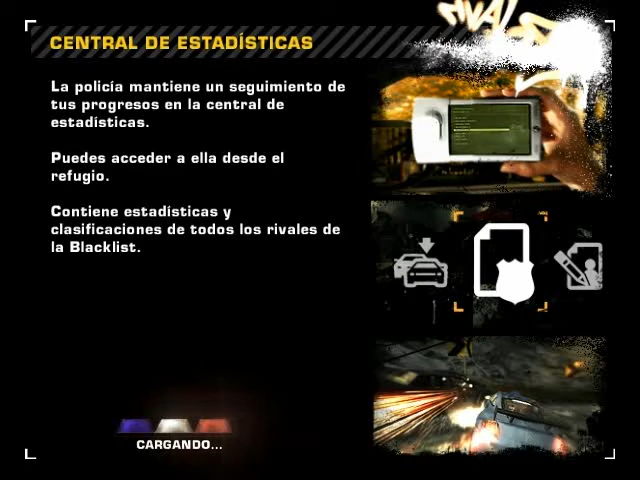 CENTRAL DE ESTADÍSTICAS
La policía mantiene un seguimiento de
tus progresos en la central de
estadísticas.
Puedes acceder a ella desde el
refugio.
Contiene estadísticas y
clasificaciones de todos los rivales de
la Blacklist.
CARGANDO...